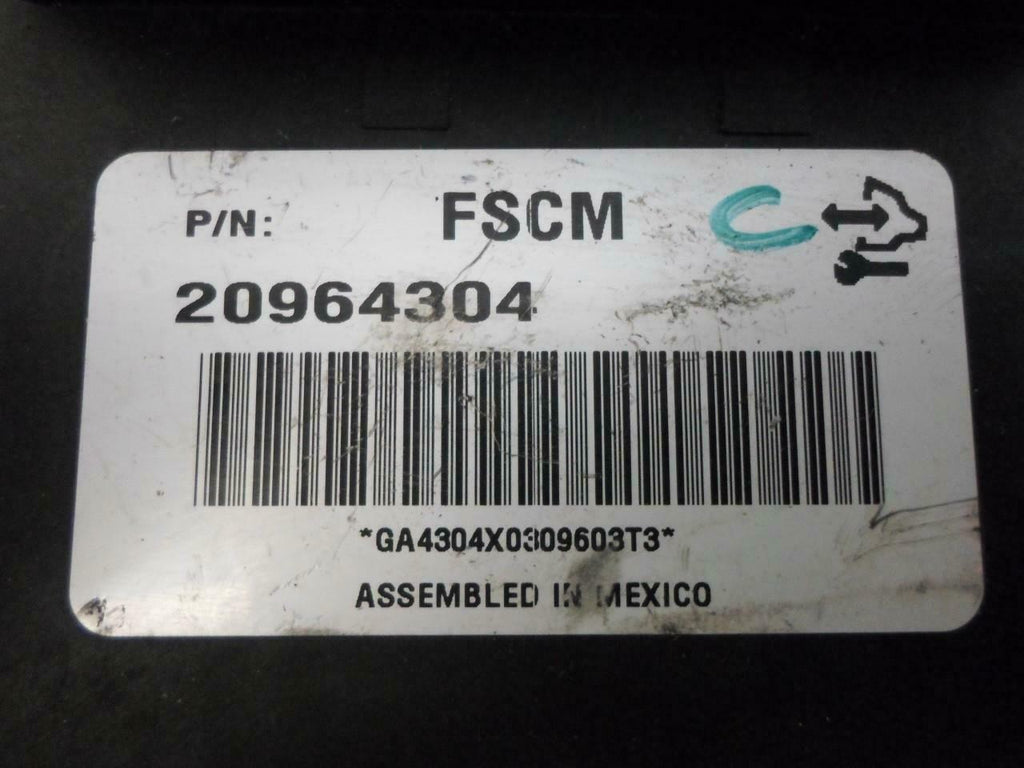 P/N: FSCM C
20964304
*GA4304X0309603T3*
ASSEMBLED IN MEXICO